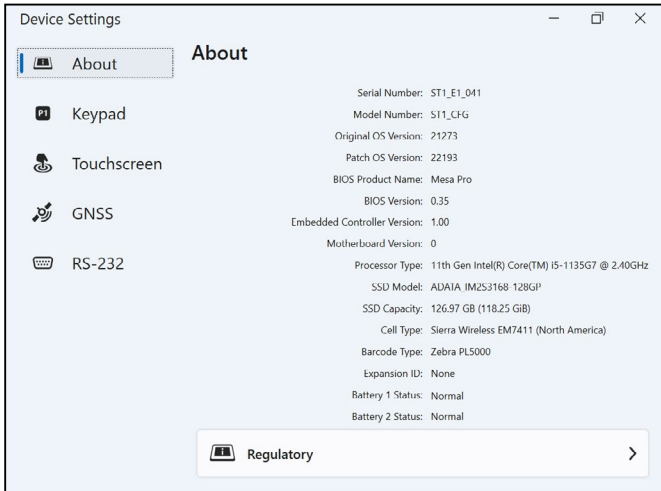 Device Settings
About
Keypad
Touchscreen
GNSS
RS-232
About
Serial Number: ST1_E1_041
Model Number: ST1_CFG
Original OS Version: 21273
Patch OS Version: 22193
BIOS Product Name: Mesa Pro
BIOS Version: 0.35
Embedded Controller Version: 1.00
Motherboard Version: 0
Processor Type: 11th Gen Intel(R) Core(TM) i5-1135G7 @ 2.40GHz
SSD Model: ADATA_IM2S3168-128GP
SSD Capacity: 126.97 GB (118.25 GiB)
Cell Type: Sierra Wireless EM7411 (North America)
Barcode Type: Zebra PL5000
Expansion ID: None
Battery 1 Status: Normal
Battery 2 Status: Normal
Regulatory